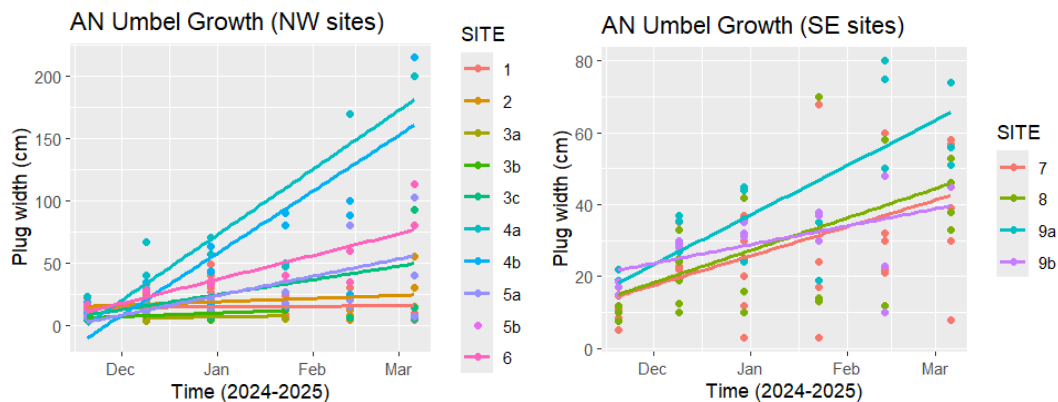 AN Umbel Growth (NW sites)
Plug width (cm)
200
150
100
50
0
Dec
Jan
Feb
Mar
Time (2024-2025)
SITE
1
2
3a
3b
3c
4a
4b
5a
5b
6
AN Umbel Growth (SE sites)
Plug width (cm)
80
60
40
20
0
Dec
Jan
Feb
Mar
Time (2024-2025)
SITE
7
8
9a
9b